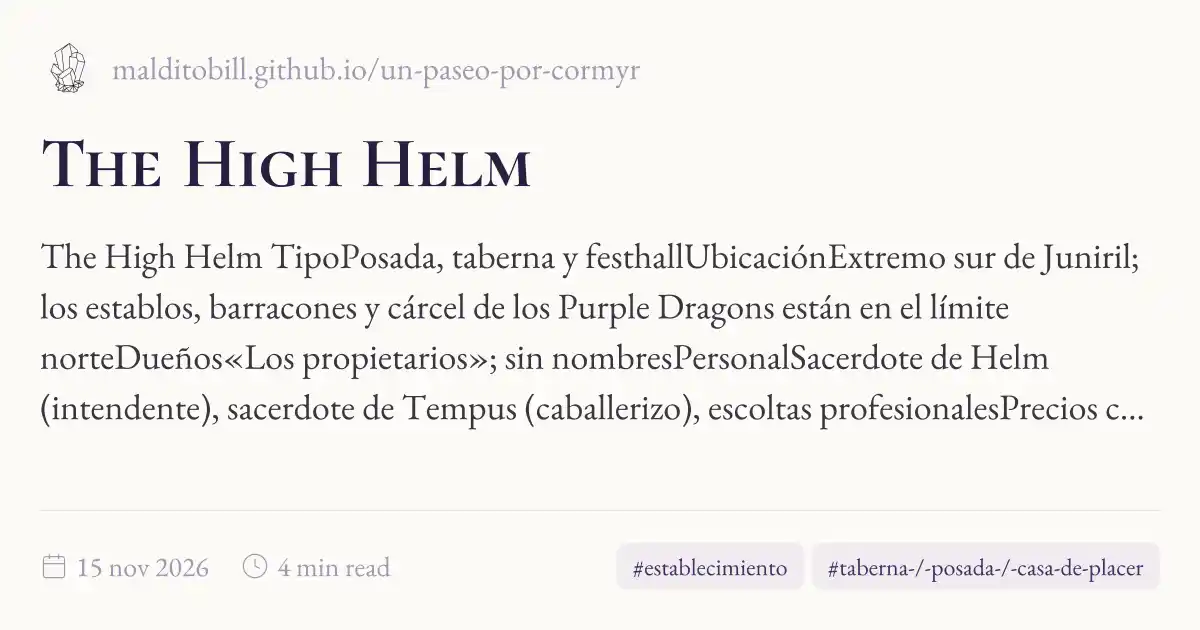 malditobill.github.io/un-paseo-por-cormyr
The High Helm
The High Helm TipoPosada, taberna y festhallUbicaciónExtremo sur de Juniril;
los establos, barracones y cárcel de los Purple Dragons están en el límite
norteDueños«Los propietarios»; sin nombresPersonalSacerdote de Helm
(intendente), sacerdote de Tempus (caballerizo), escoltas profesionalesPrecios c...
15 nov 2026
4 min read
#establecimiento
#taberna-/-posada-/-casa-de-placer